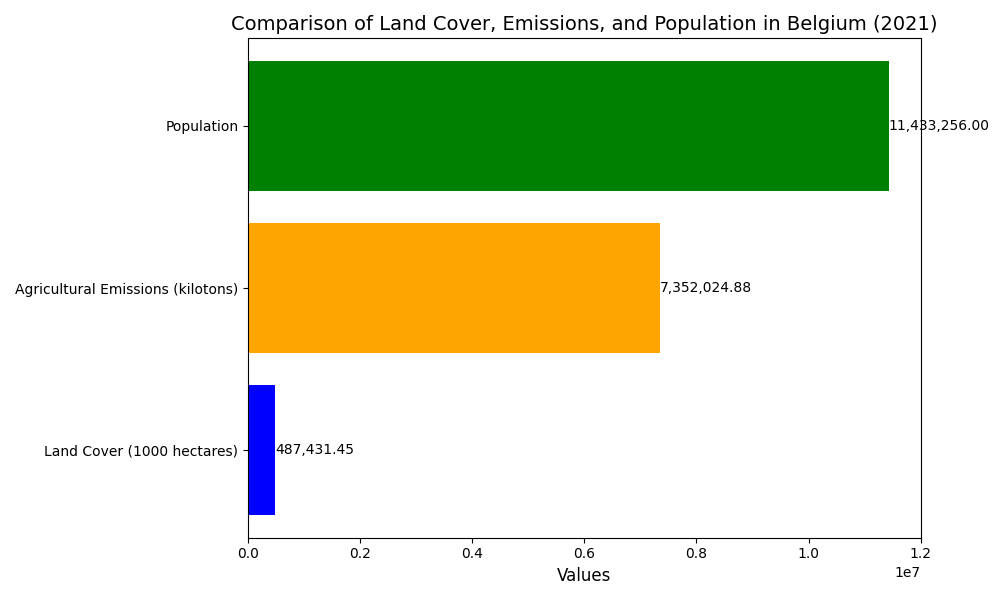 Comparison of Land Cover, Emissions, and Population in Belgium (2021)
Population
11,433,256.00
Agricultural Emissions (kilotons)
7,352,024.88
Land Cover (1000 hectares)
487,431.45
0.0 0.2 0.4 0.6 0.8 1.0 1.2
1e7
Values